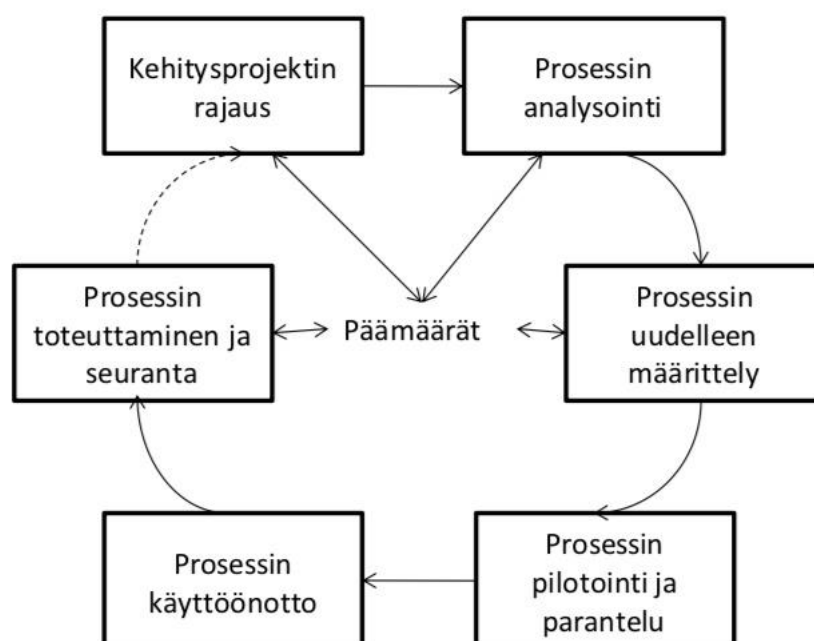 Kehitysprojektin
rajaus
Prosessin
analysointi
Prosessin
toteuttaminen ja
seuranta
Päämäärät
Prosessin
uudelleen
määrittely
Prosessin
käyttöönotto
Prosessin
pilotointi ja
parantelu